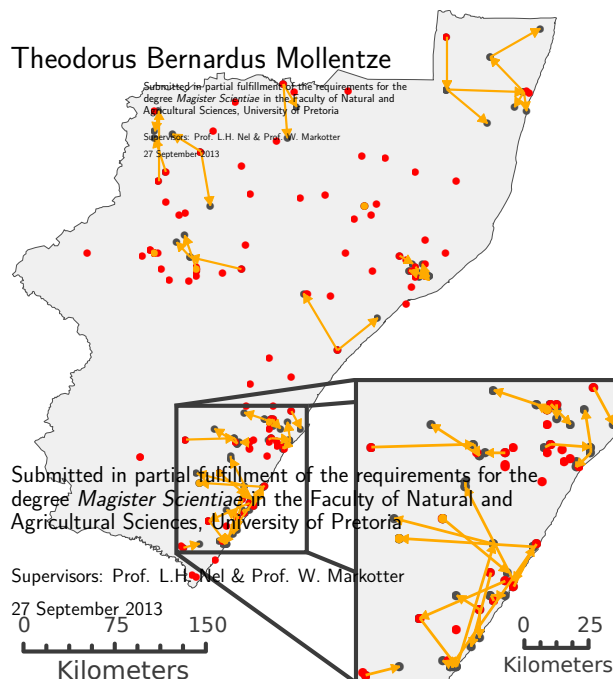 Theodorus Bernardus Mollentze
Submitted in partial fulfillment of the requirements for the
degree Magister Scientiae in the Faculty of Natural and
Agricultural Sciences, University of Pretoria
Supervisors: Prof. L.H. Nel & Prof. W. Markotter
27 September 2013
Submitted in partial fulfillment of the requirements for the
degree Magister Scientiae in the Faculty of Natural and
Agricultural Sciences, University of Pretoria
Supervisors: Prof. L.H. Nel & Prof. W. Markotter
27 September 2013
0 75 150
Kilometers
0 25
Kilometers